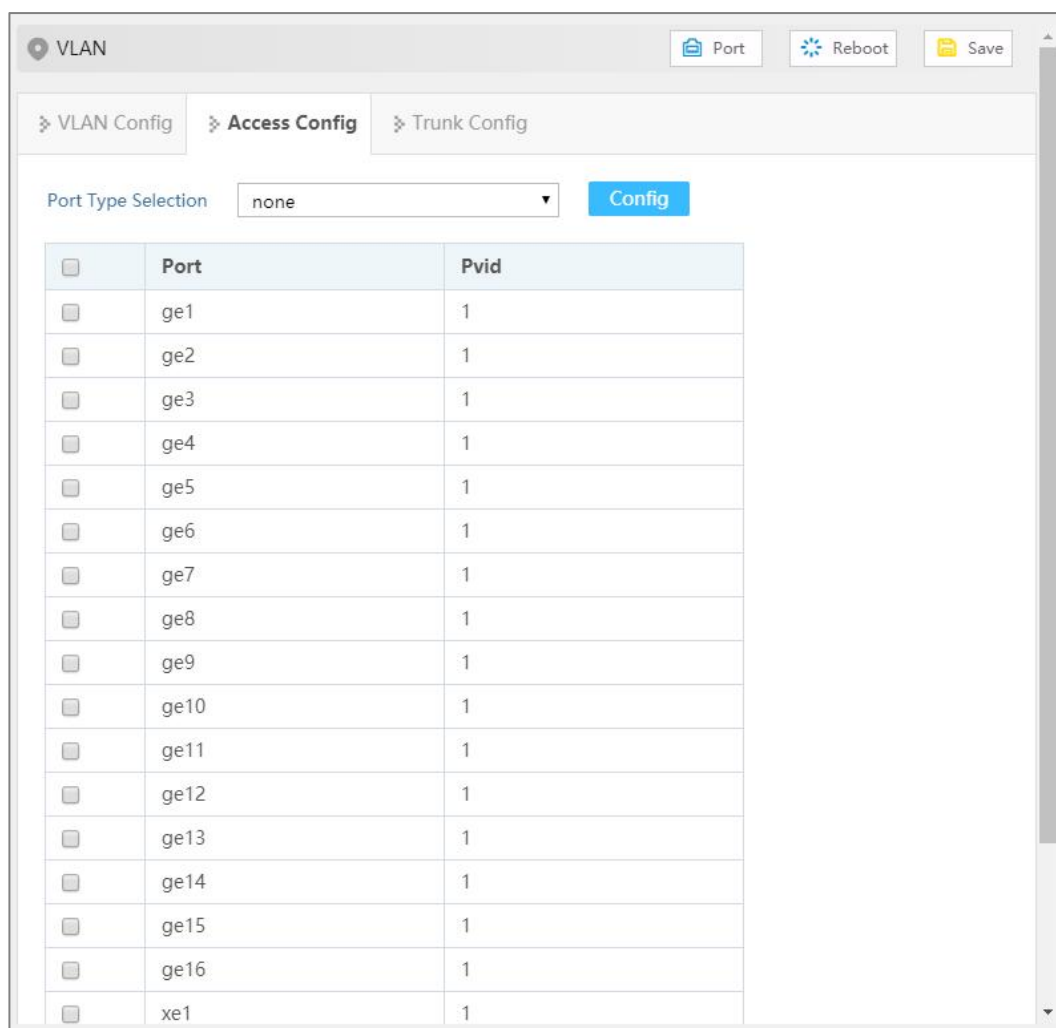 VLAN Port Reboot Save
VLAN Config Access Config Trunk Config
Port Type Selection none Config
Port Pvid
ge1 1
ge2 1
ge3 1
ge4 1
ge5 1
ge6 1
ge7 1
ge8 1
ge9 1
ge10 1
ge11 1
ge12 1
ge13 1
ge14 1
ge15 1
ge16 1
xe1 1